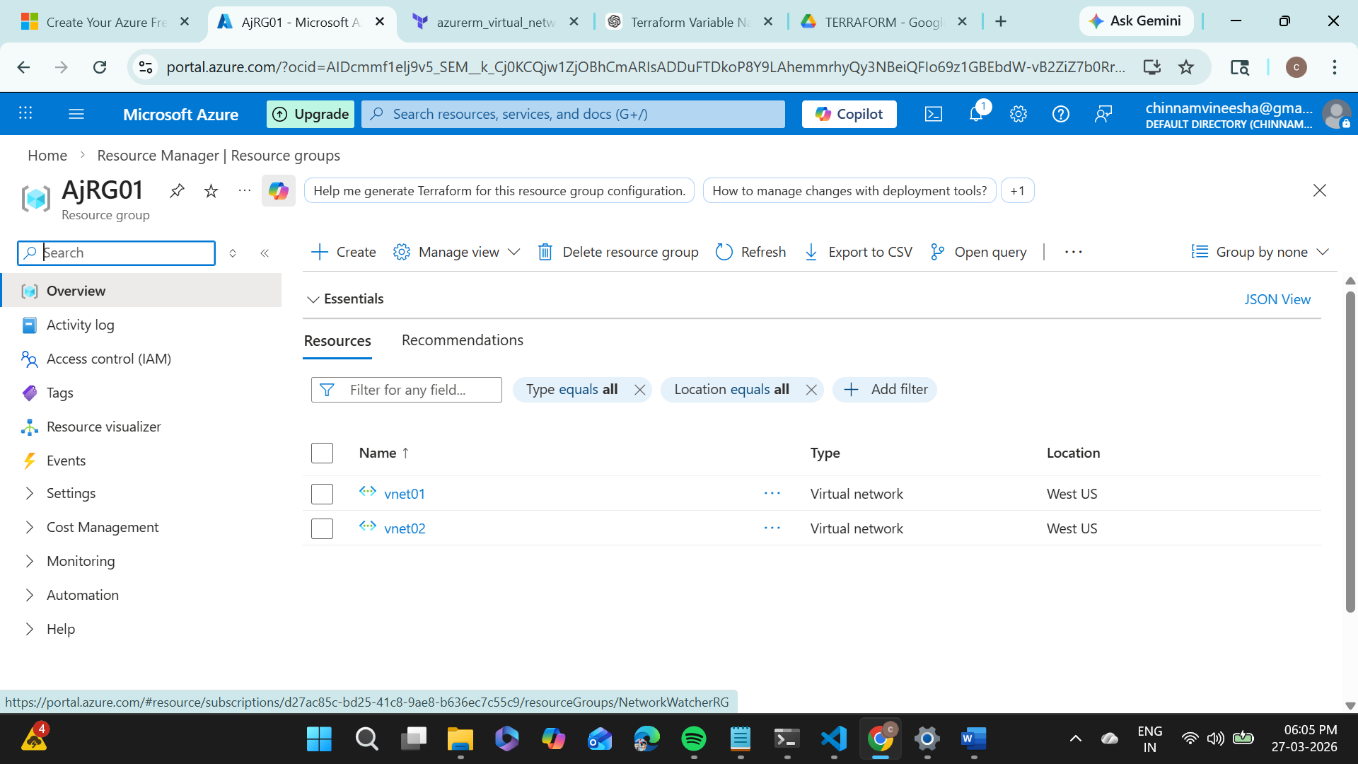 Create Your Azure Fre
AjRG01 - Microsoft A
azurerm_virtual_netw
Terraform Variable N
TERRAFORM - Googl
Ask Gemini
portal.azure.com/?ocid=AIDcmmf1elj9v5_SEM__k_Cj0KCQjw1ZjOBhCmARIsADDuFTDkoP8Y9LAhemmrhyQy3NBeiQFIo69z1GBEbdW-vB2ZiZ7b0Rr...
C
Microsoft Azure
Upgrade
Search resources, services, and docs (G+/)
Copilot
1
chinnamvineesha@gma...
DEFAULT DIRECTORY (CHINNAM...
Home > Resource Manager | Resource groups
AjRG01
Resource group
Help me generate Terraform for this resource group configuration.
How to manage changes with deployment tools?
+1
Search
Create
Manage view
Delete resource group
Refresh
Export to CSV
Open query
Group by none
Overview
Activity log
Access control (IAM)
Tags
Resource visualizer
Events
Settings
Cost Management
Monitoring
Automation
Help
Essentials
JSON View
Resources
Recommendations
Filter for any field...
Type equals all
Location equals all
Add filter
Name ↑
Type
Location
vnet01
Virtual network
West US
vnet02
Virtual network
West US
https://portal.azure.com/#resource/subscriptions/d27ac85c-bd25-41c8-9ae8-b636ec7c55c9/resourceGroups/NetworkWatcherRG
4
C
ENG
IN
06:05 PM
27-03-2026